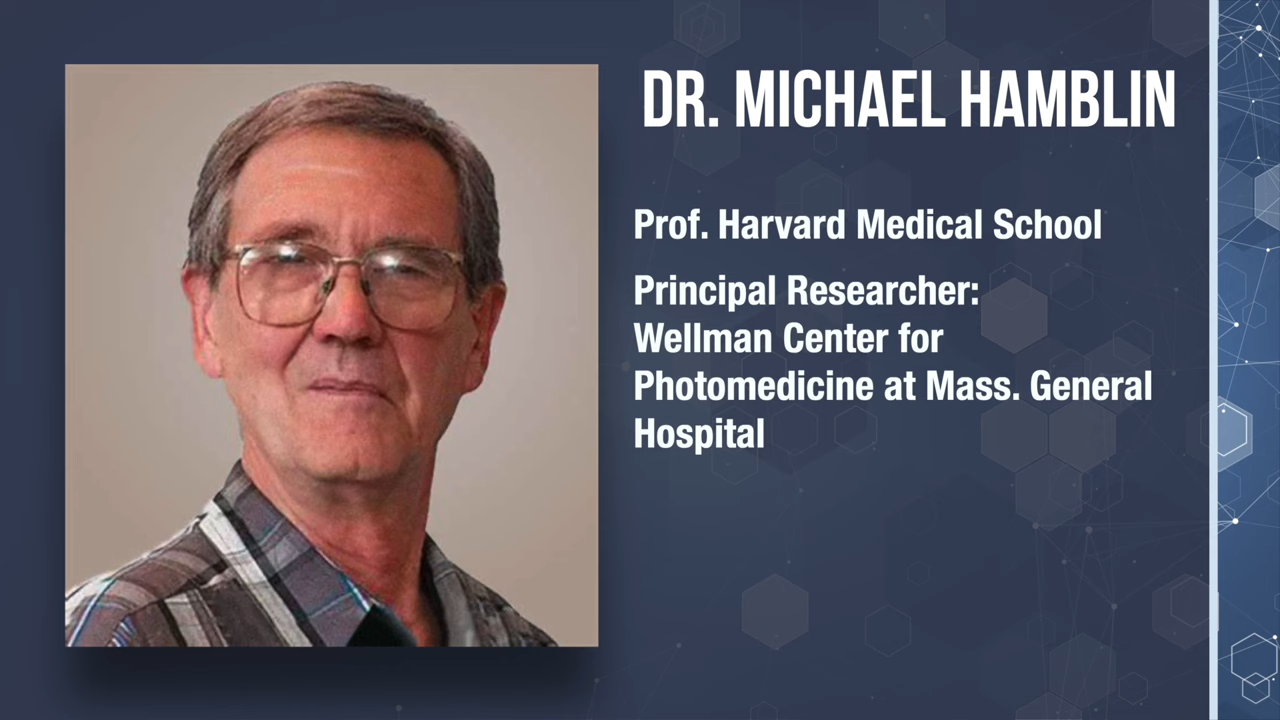 DR. MICHAEL HAMBLIN
Prof. Harvard Medical School
Principal Researcher:
Wellman Center for
Photomedicine at Mass. General
Hospital